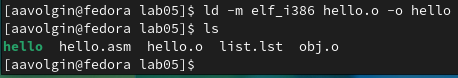 [aavolgin@fedora lab05]$ ld -m elf_i386 hello.o -o hello
[aavolgin@fedora lab05]$ ls
hello  hello.asm  hello.o  list.lst  obj.o
[aavolgin@fedora lab05]$